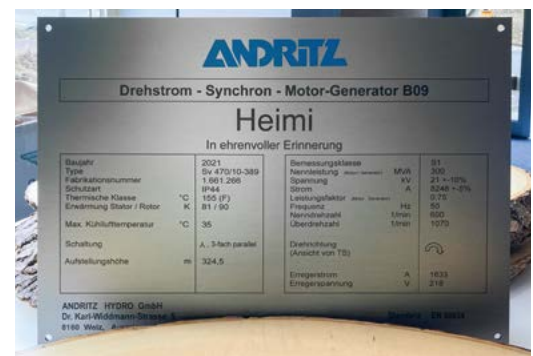 ANDRITZ
Drehstrom - Synchron - Motor-Generator B09
Heimi
In ehrenvoller Erinnerung
Baujahr 2021
Type Sv 470/10-389
Fabrikationsnummer 1.661.266
Schutzart IP44
Thermische Klasse °C 155 (F)
Erwärmung Stator / Rotor K 81 / 90
Max. Kühllufttemperatur °C 35
Schaltung 3-fach parallel
Aufstellungshöhe m 324,5
Bemessungsklasse S1
Nennleistung MVA 300
Spannung kV 21 +-10%
Strom A 8248 +-5%
Leistungsfaktor 0.75
Frequenz Hz 50
Nenndrehzahl 1/min 600
Überdrehzahl 1/min 1070
Drehrichtung
(Ansicht von TS)
Erregerstrom A 1833
Erregerspannung V 218
ANDRITZ HYDRO GmbH
Dr. Karl-Widdmann-Strasse 5
8160 Weiz,